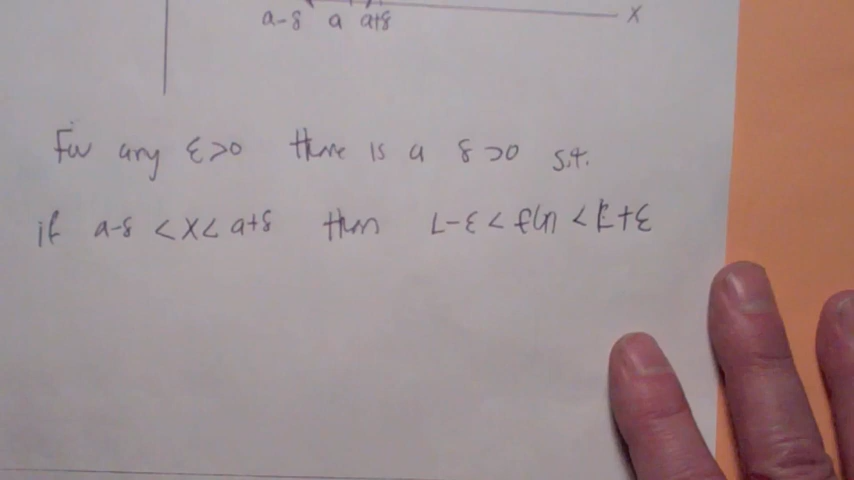 a-δ a a+δ x
For any ε>0 there is a δ>0 s.t.
if a-δ <x< a+δ then L-ε < f(x) < L+ε